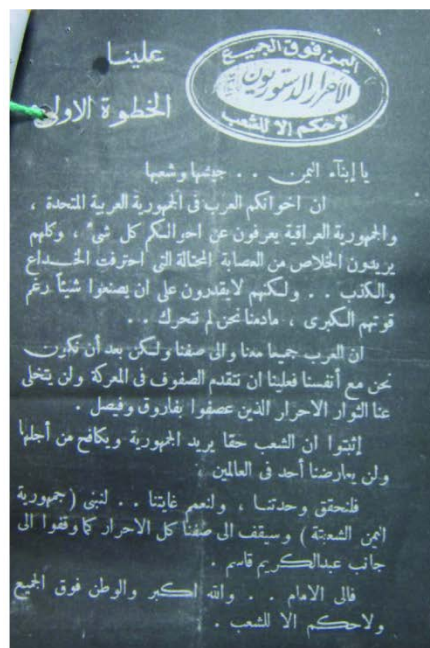 علينا
الخطوة الاولى
اليمن فوق الجميع
الأحرار الدستوريون
لاحكم إلا للشعب
يا إبنآء اليمن . . جيشها وشعبها
ان اخوانكم العرب فى الجمهورية العربية المتحدة ،
والجمهورية العراقية يعرفون عن احوالكم كل شئ ، وكلهم
يريدون الخلاص من العصابة المحتالة التى احترفت الخداع
والكذب . . ولكنهم لايقدرون على ان يصنعوا شيئاً رغم
قوتهم الكبرى ، مادمنا نحن لم نتحرك . . .
ان العرب جميعا معنا والى صفنا ولكن بعد أن نكون
نحن مع أنفسنا فعلينا ان نتقدم الصفوف فى المعركة ولن يتخلى
عنا الثوار الاحرار الذين عصفوا بفاروق وفيصل .
إثبتوا ان الشعب حقا يريد الجمهورية ويكافح من أجلها
ولن يعارضنا أحد فى العالمين .
فلنحقق وحدتنا ، ولنعم غايتنا . . لنبنى ( جمهورية
اليمن الشعبية ) وسيقف الى صفنا كل الاحرار كما وقفوا الى
جانب عبدالكريم قاسم .
فالى الامام . . والله اكبر والوطن فوق الجميع
ولاحكم الا للشعب .